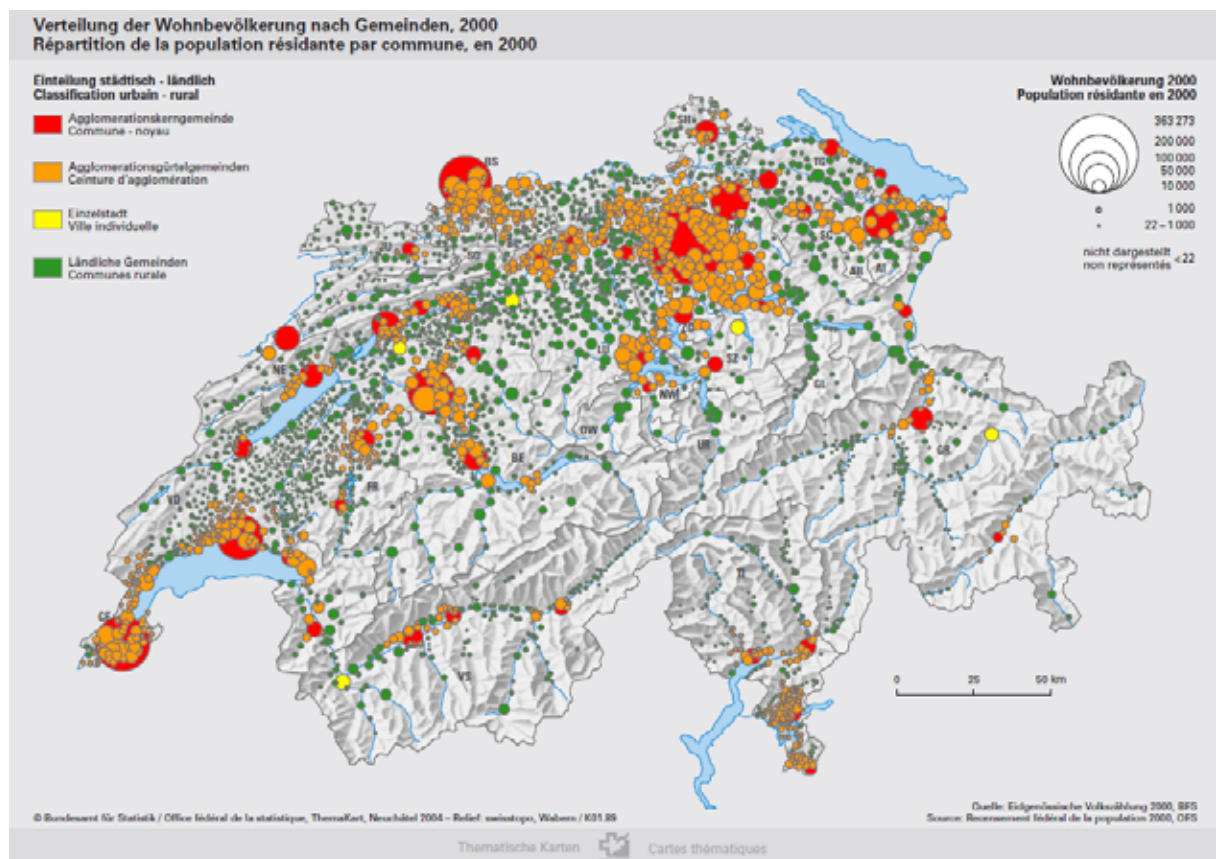 Verteilung der Wohnbevölkerung nach Gemeinden, 2000
Répartition de la population résidante par commune, en 2000
Einteilung städtisch - ländlich
Classification urbain - rural
Agglomerationskerngemeinde
Commune - noyau
Agglomerationsgürtelgemeinden
Ceinture d'agglomération
Einzelstadt
Ville individuelle
Ländliche Gemeinden
Communes rurale
Wohnbevölkerung 2000
Population résidante en 2000
363 273
200 000
100 000
50 000
10 000
1 000
22 – 1 000
nicht dargestellt
non représentés
< 22
SH
BS
TG
JU
SO
SG
AR
AI
ZG
LU
SZ
NE
NW
GL
OW
UR
BE
GR
VD
FR
TI
GE
VS
0 25 50 km
© Bundesamt für Statistik / Office fédéral de la statistique, ThemaKart, Neuchâtel 2004 – Relief: swisstopo, Wabern / K01.89
Quelle: Eidgenössische Volkszählung 2000, BFS
Source: Recensement fédéral de la population 2000, OFS
Thematische Karten Cartes thématiques